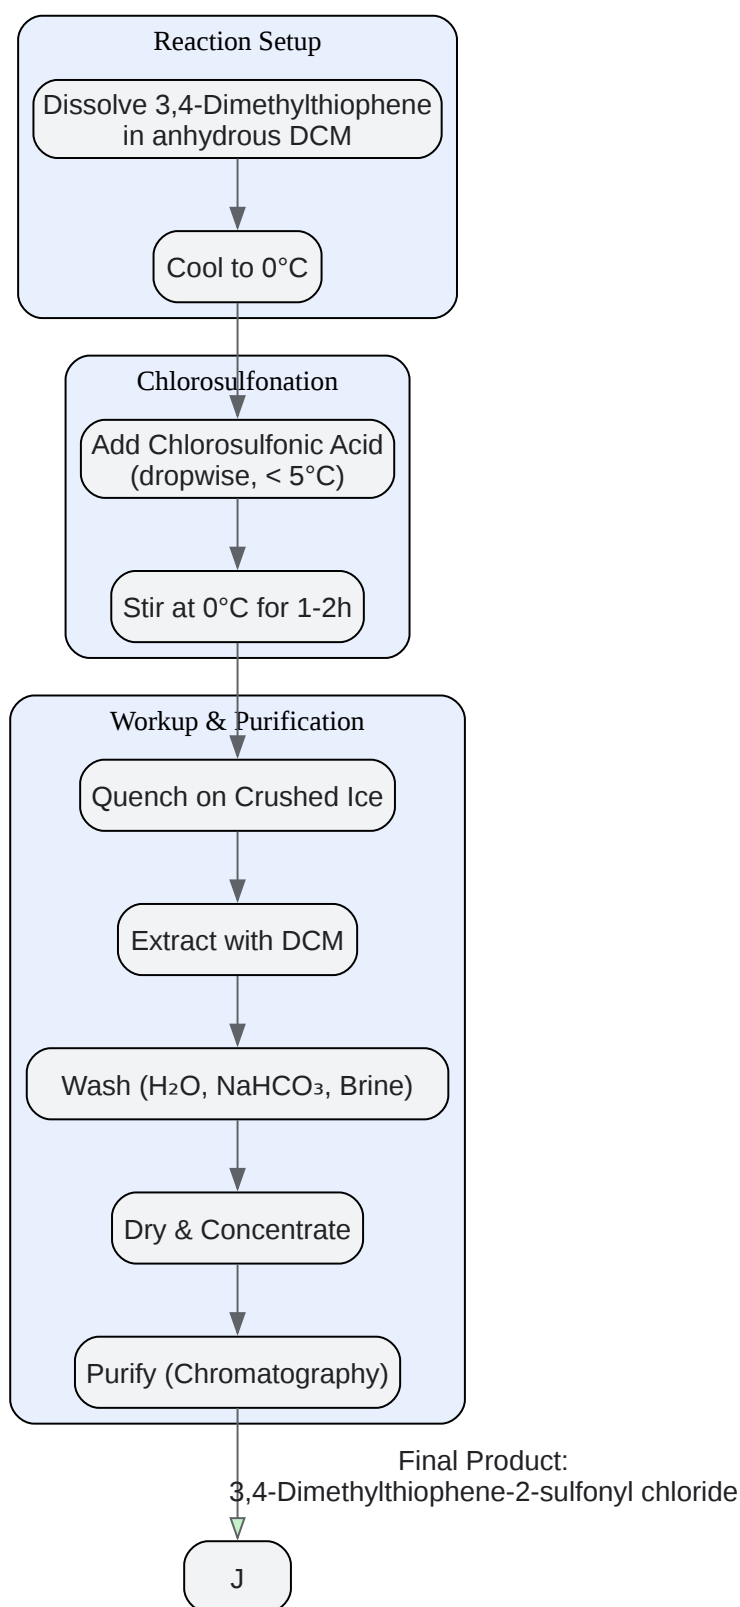 Reaction Setup
Dissolve 3,4-Dimethylthiophene
in anhydrous DCM
Cool to 0°C
Chlorosulfonation
Add Chlorosulfonic Acid
(dropwise, < 5°C)
Stir at 0°C for 1-2h
Workup & Purification
Quench on Crushed Ice
Extract with DCM
Wash (H₂O, NaHCO₃, Brine)
Dry & Concentrate
Purify (Chromatography)
Final Product:
3,4-Dimethylthiophene-2-sulfonyl chloride
J